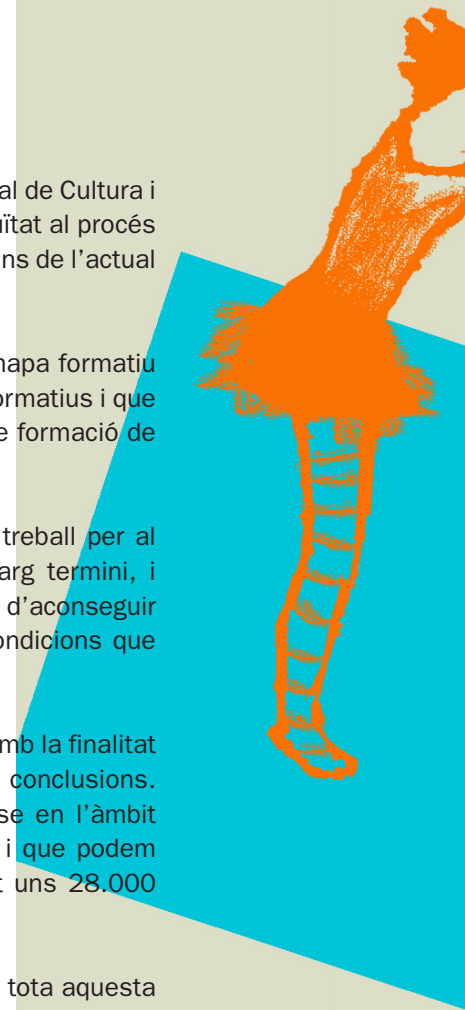 al de Cultura i
uïtat al procés
ns de l'actual
mapa formatiu
ormatius i que
e formació de
treball per al
arg termini, i
d'aconseguir
ondicions que
mb la finalitat
conclusions.
se en l'àmbit
i que podem
t uns 28.000
tota aquesta